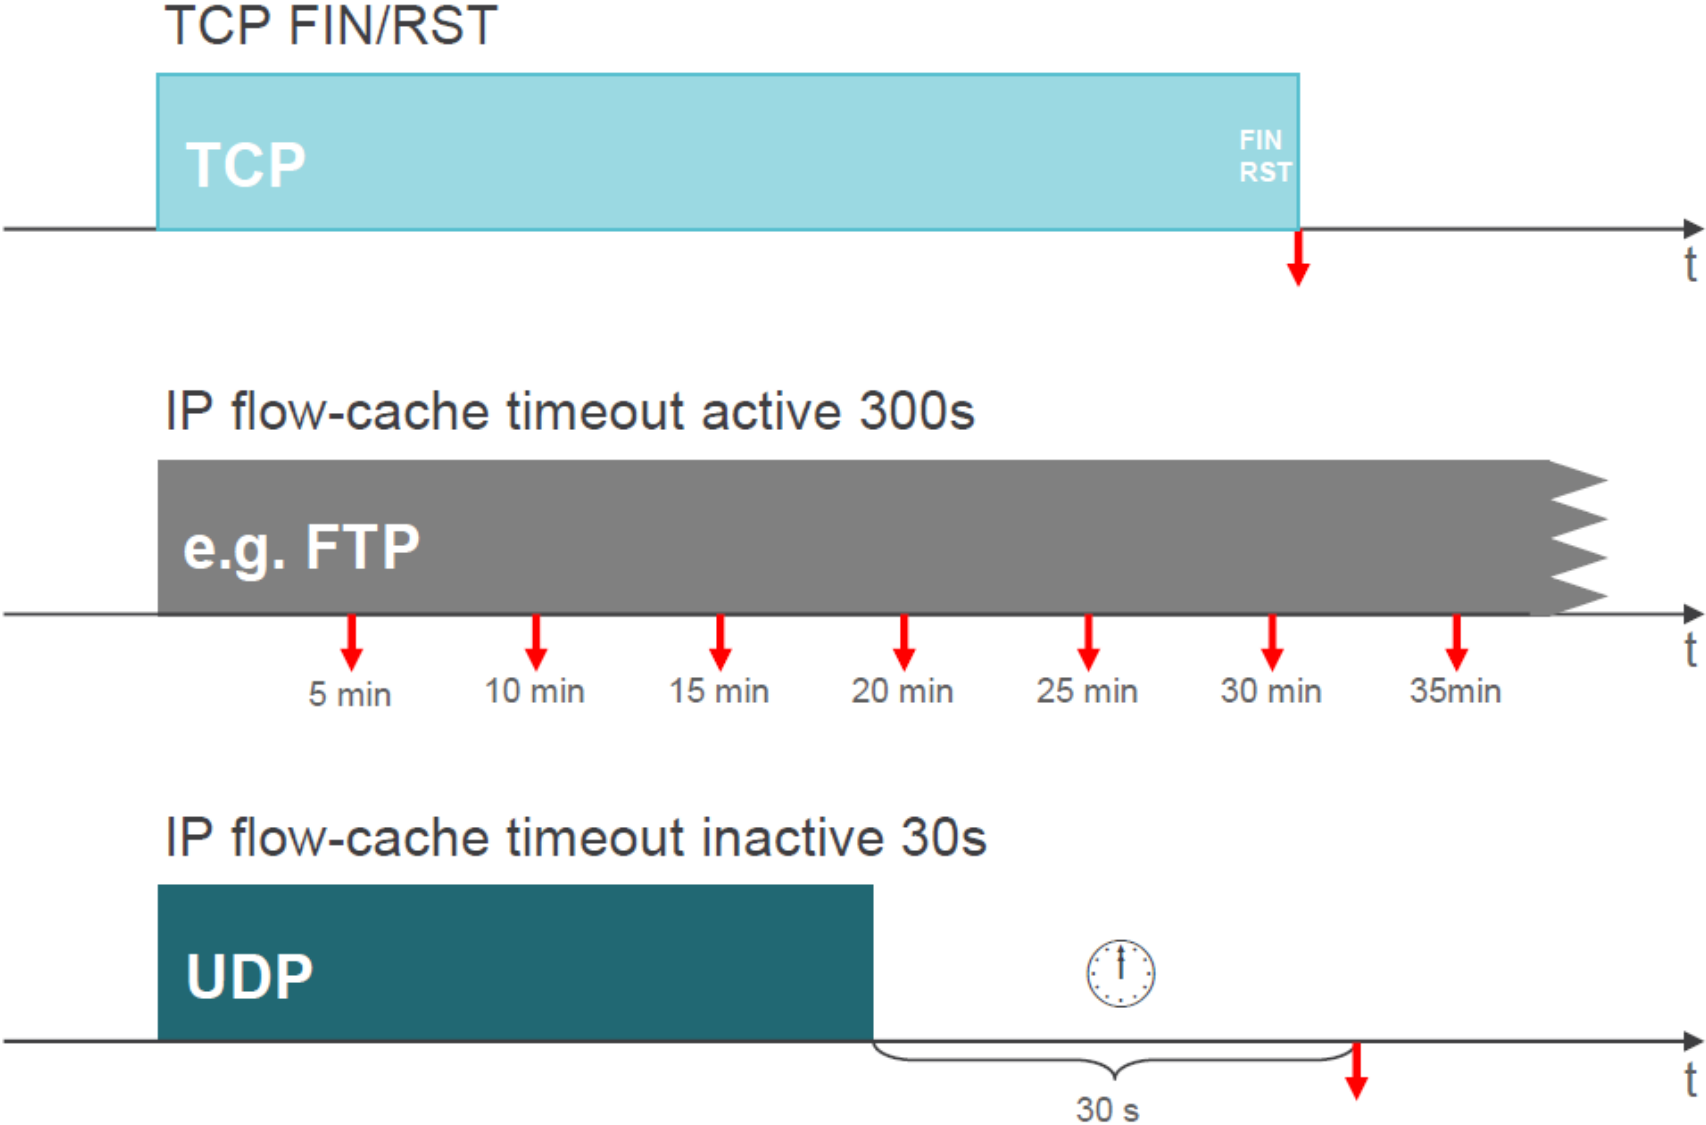 TCP FIN/RST
TCP
FIN
RST
t
IP flow-cache timeout active 300s
e.g. FTP
t
5 min 10 min 15 min 20 min 25 min 30 min 35min
IP flow-cache timeout inactive 30s
UDP
t
30 s